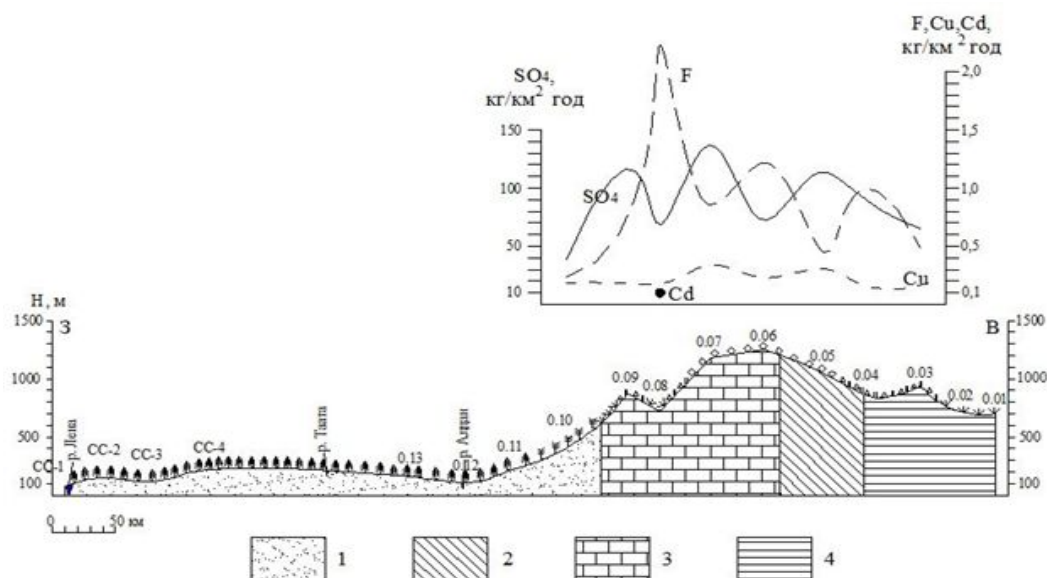 SO4,
кг/км2 год
F,Cu,Cd,
кг/км 2 год
2,0
1,5
1,0
0,5
0,1
150
100
50
10
F
SO4
Cu
Cd
Н, м
З
В
1500
1000
500
100
1500
1000
500
100
СС-1
р. Лена
СС-2
СС-3
СС-4
р. Татта
0.13
0.12
р. Алдан
0.11
0.10
0.09
0.08
0.07
0.06
0.05
0.04
0.03
0.02
0.01
0
50 км
1
2
3
4